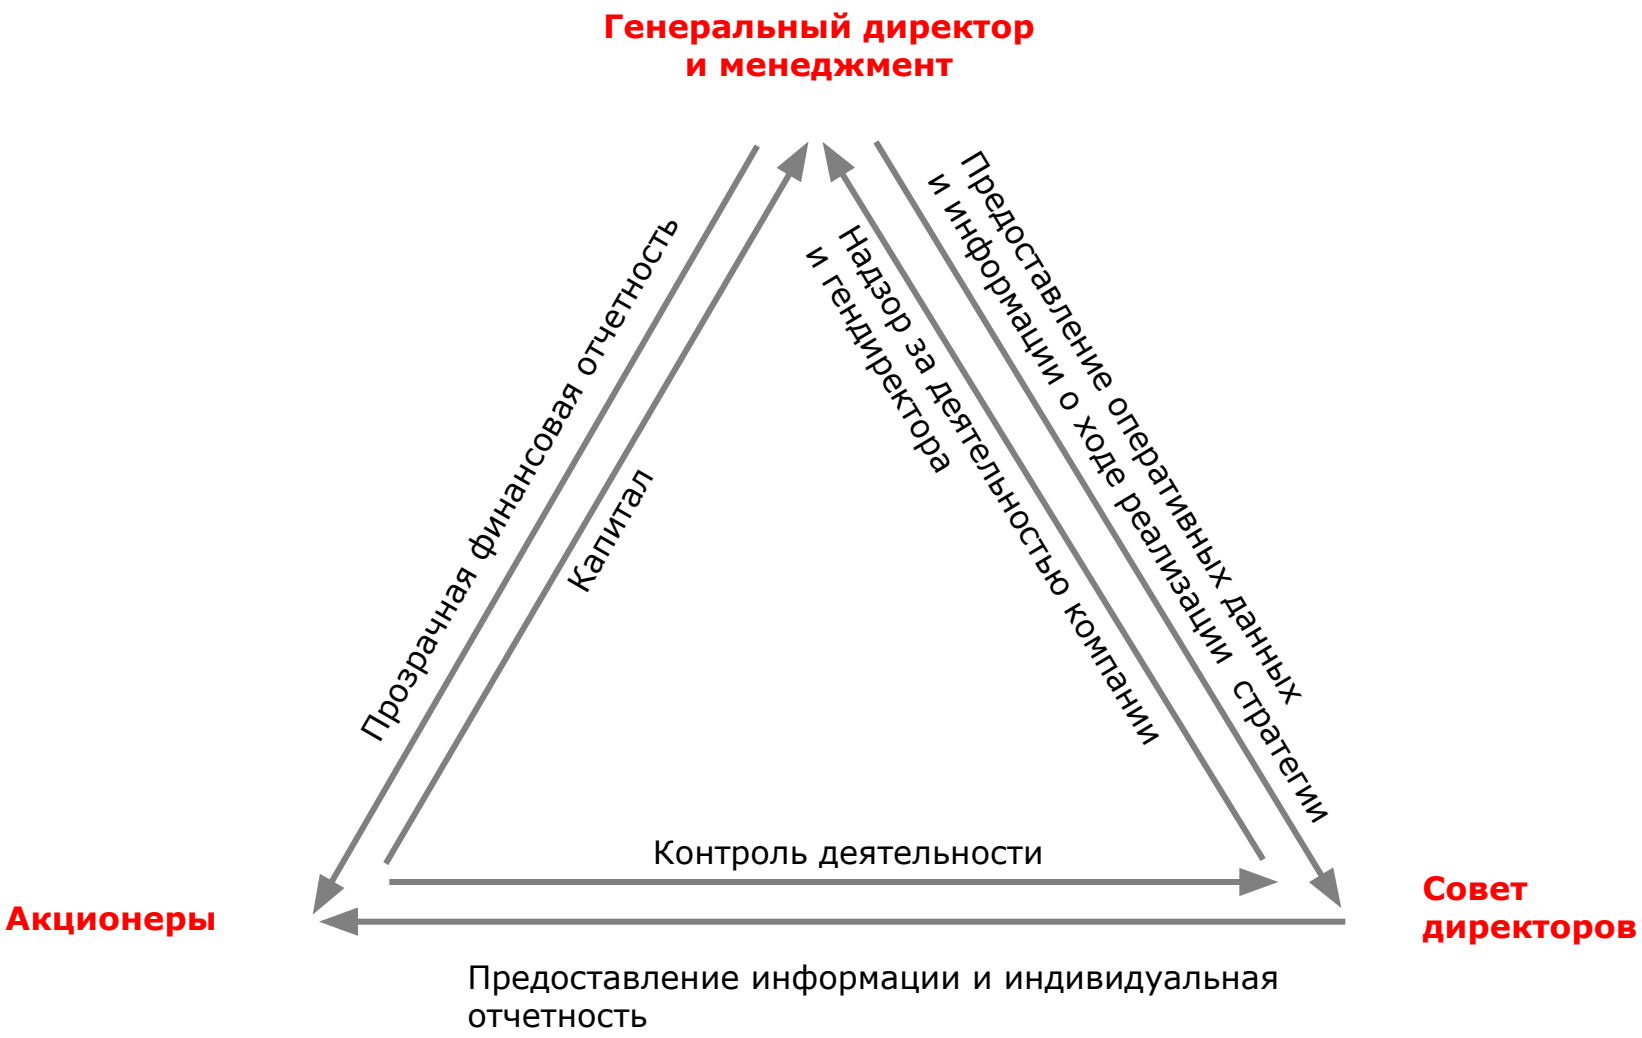 Генеральный директор
и менеджмент
Прозрачная финансовая отчетность
Капитал
Надзор за деятельностью компании
и гендиректора
Предоставление оперативных данных
и информации о ходе реализации стратегии
Контроль деятельности
Акционеры
Совет
директоров
Предоставление информации и индивидуальная
отчетность